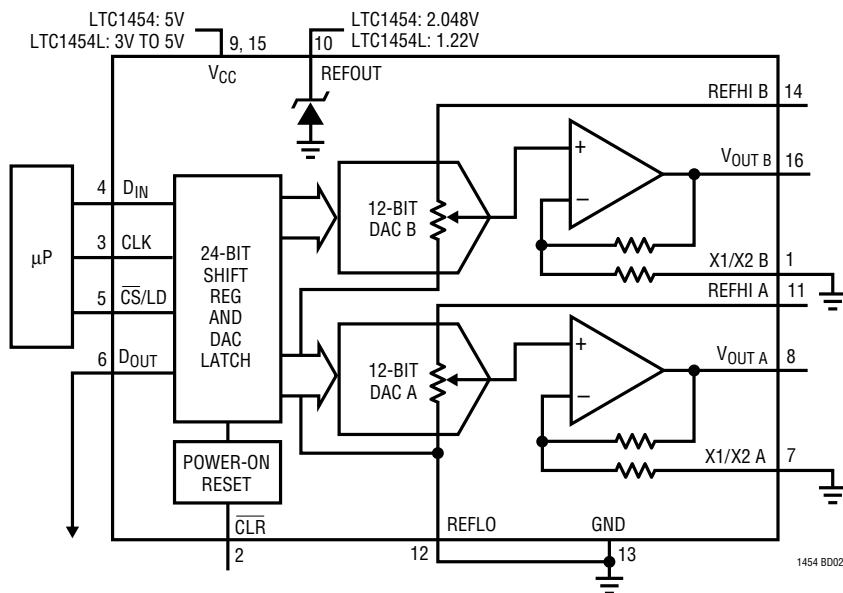 LTC1454: 5V
LTC1454L: 3V TO 5V
LTC1454: 2.048V
LTC1454L: 1.22V
9, 15
10
VCC
REFOUT
REFHI B
14
VOUT B
16
+
−
12-BIT
DAC B
X1/X2 B
1
µP
4
DIN
3
CLK
5
CS/LD
6
DOUT
24-BIT
SHIFT
REG
AND
DAC
LATCH
REFHI A
11
VOUT A
8
+
−
12-BIT
DAC A
X1/X2 A
7
POWER-ON
RESET
CLR
2
REFLO
12
GND
13
1454 BD02